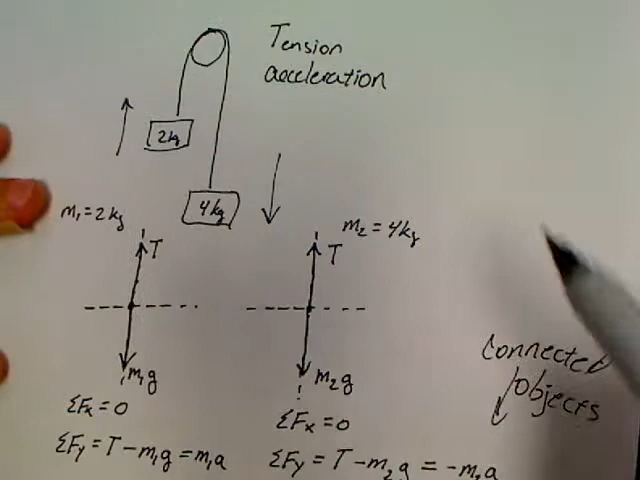 Tension
acceleration
2kg
4kg
m₁ = 2kg
m₂ = 4kg
T
T
m₁g
m₂g
connected
objects
ΣFx = 0
ΣFx = 0
ΣFy = T - m₁g = m₁a
ΣFy = T - m₂g = -m₂a